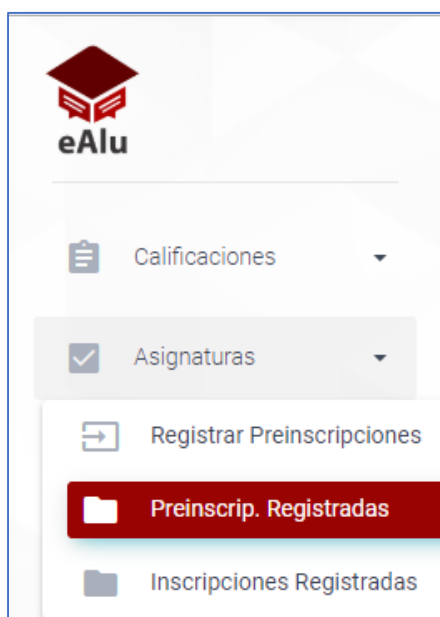 eAlu
Calificaciones
Asignaturas
Registrar Preinscripciones
Preinscrip. Registradas
Inscripciones Registradas